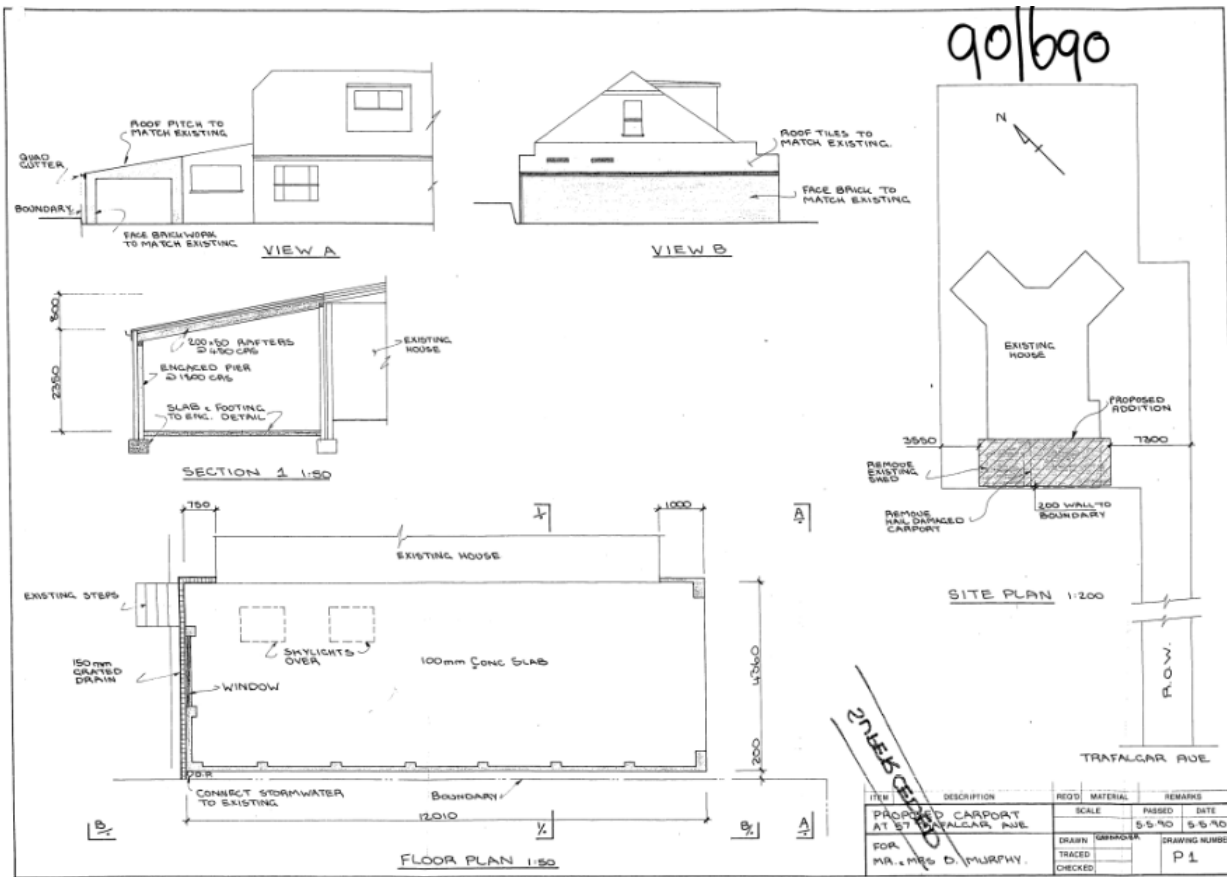 90/690
ROOF PITCH TO
MATCH EXISTING
QUAD
GUTTER
BOUNDARY
FACE BRICKWORK
TO MATCH EXISTING
VIEW A
ROOF TILES TO
MATCH EXISTING.
FACE BRICK TO
MATCH EXISTING
VIEW B
N
EXISTING
HOUSE
PROPOSED
ADDITION
3550
7300
REMOVE
EXISTING
SHED
REMOVE
HAIL DAMAGED
CARPORT
200 WALL TO
BOUNDARY
SITE PLAN 1:200
R.O.W.
TRAFALGAR AVE
800
2350
200x50 RAFTERS
@ 450 CRS
ENGAGED PIER
@ 1800 CRS
SLAB & FOOTING
TO ENG. DETAIL
EXISTING
HOUSE
SECTION 1 1:50
750
1
1000
A
EXISTING HOUSE
EXISTING STEPS
SKYLIGHTS
OVER
150mm
GRATED
DRAIN
WINDOW
100mm CONC SLAB
4360
200
D.P.
CONNECT STORMWATER
TO EXISTING
BOUNDARY
12010
B
1
B
A
FLOOR PLAN 1:50
SUPERCEDED
ITEM DESCRIPTION REQ'D MATERIAL REMARKS
PROPOSED CARPORT
AT 57 TRAFALGAR AVE
SCALE PASSED DATE
5.5.90 5.5.90
FOR
MR. & MRS D. MURPHY.
DRAWN
TRACED
CHECKED
DRAWING NUMBER
P1